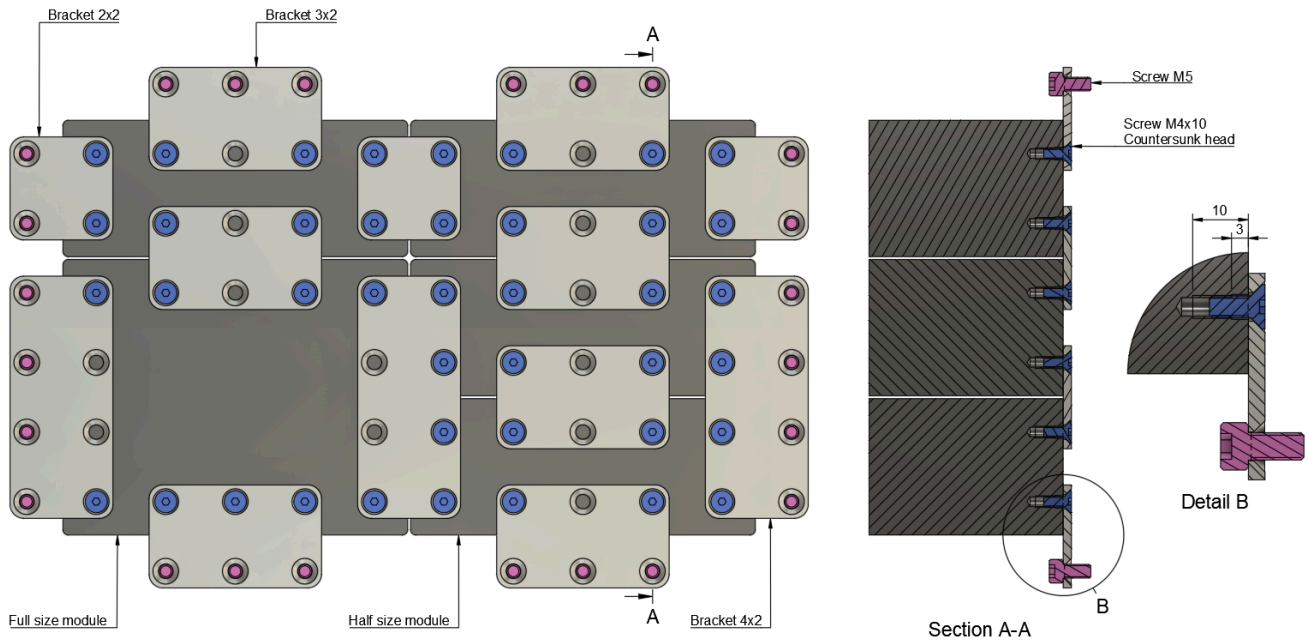 Bracket 2x2
Bracket 3x2
A
Screw M5
Screw M4x10
Countersunk head
10
3
Detail B
Full size module
Half size module
A
Bracket 4x2
B
Section A-A